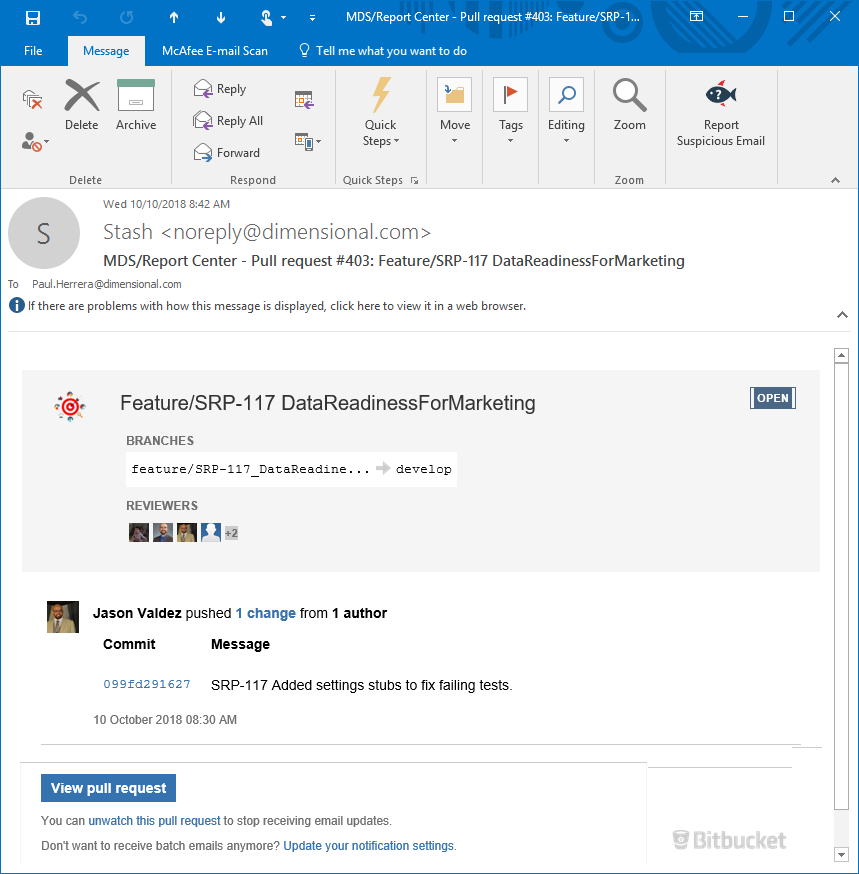 MDS/Report Center - Pull request #403: Feature/SRP-1...
File Message McAfee E-mail Scan Tell me what you want to do
Delete Archive
Reply
Reply All
Forward
Quick Steps
Move
Tags
Editing
Zoom
Report Suspicious Email
Delete Respond Quick Steps Zoom
Wed 10/10/2018 8:42 AM
S
Stash <noreply@dimensional.com>
MDS/Report Center - Pull request #403: Feature/SRP-117 DataReadinessForMarketing
To Paul.Herrera@dimensional.com
If there are problems with how this message is displayed, click here to view it in a web browser.
Feature/SRP-117 DataReadinessForMarketing OPEN
BRANCHES
feature/SRP-117_DataReadine... develop
REVIEWERS
+2
Jason Valdez pushed 1 change from 1 author
Commit Message
099fd291627 SRP-117 Added settings stubs to fix failing tests.
10 October 2018 08:30 AM
View pull request
You can unwatch this pull request to stop receiving email updates.
Don't want to receive batch emails anymore? Update your notification settings.
Bitbucket